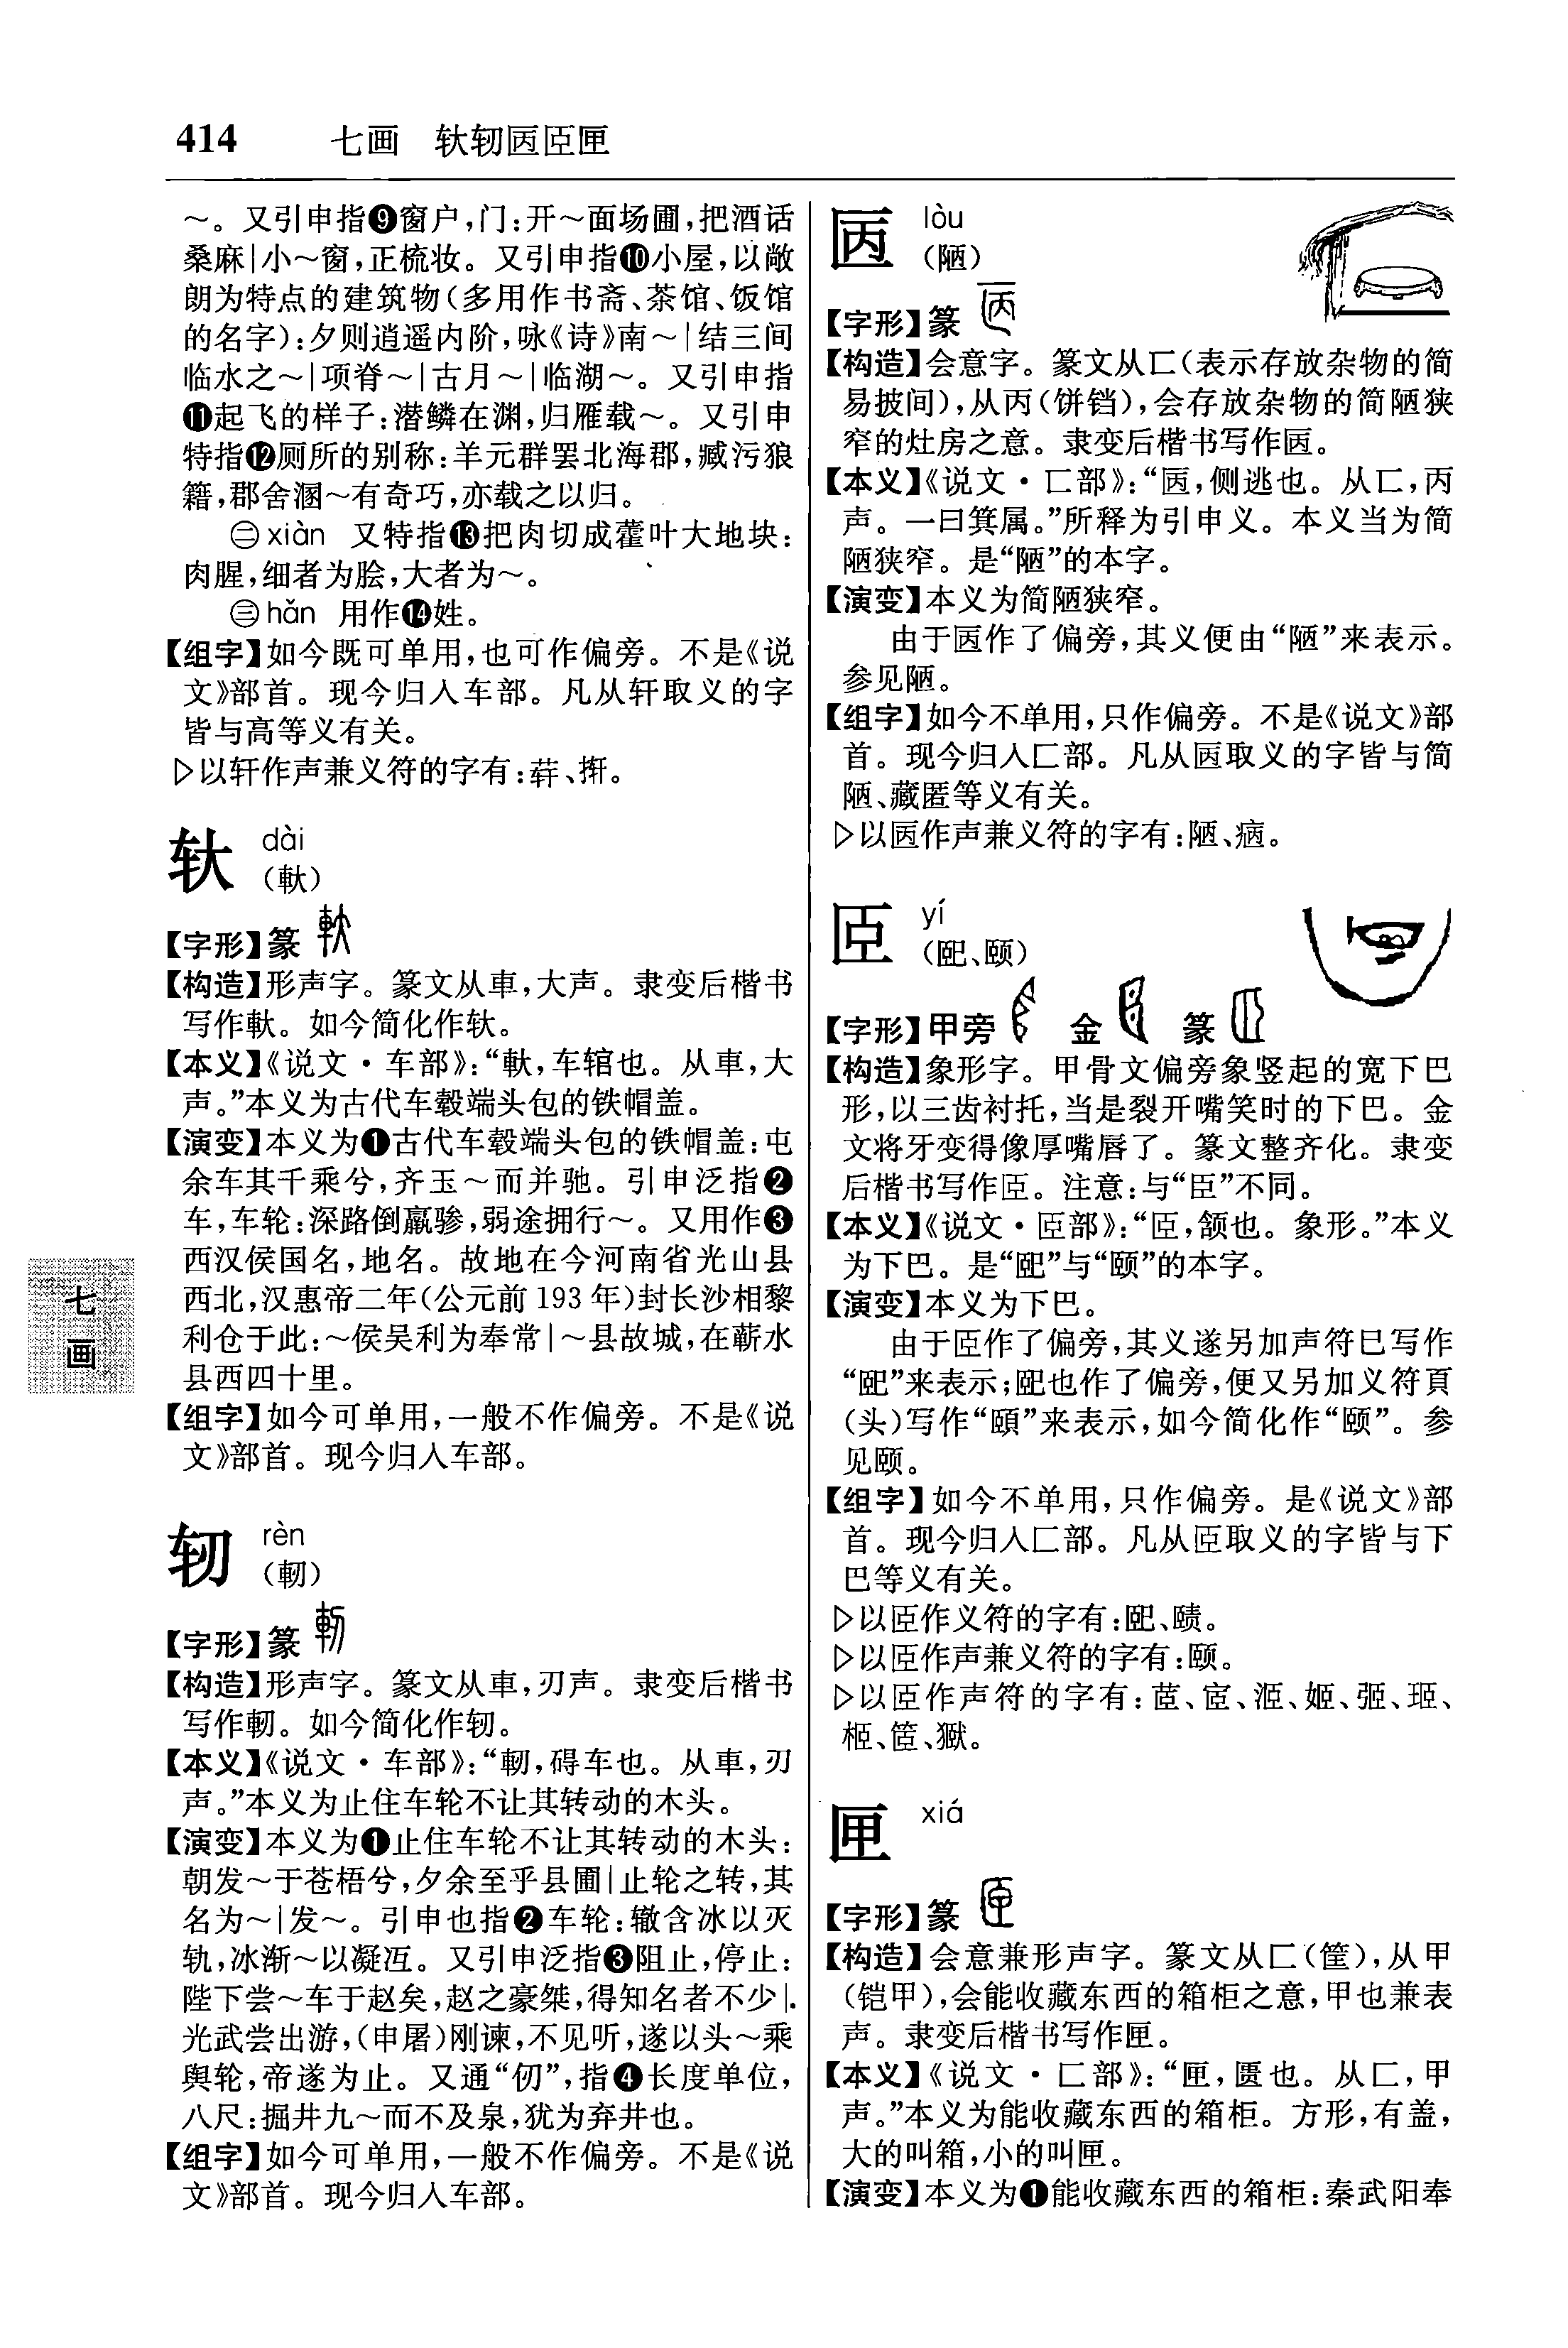 414 七画 轪轫㔷𦣝匣
～。又引申指❾窗户，门：开～面场圃，把酒话
桑麻|小～窗，正梳妆。又引申指❿小屋，以敞
朗为特点的建筑物（多用作书斋、茶馆、饭馆
的名字）：夕则逍遥内阶，咏《诗》南～|结三间
临水之～|项脊～|古月～|临湖～。又引申指
⓫起飞的样子：潜鳞在渊，归雁载～。又引申
特指⓬厕所的别称：羊元群罢北海郡，臧污狼
籍，郡舍溷～有奇巧，亦载之以归。
㊁xiàn 又特指⓭把肉切成藿叶大地块：
肉腥，细者为脍，大者为～。
㊂hǎn 用作⓮姓。
【组字】如今既可单用，也可作偏旁。不是《说
文》部首。现今归入车部。凡从轩取义的字
皆与高等义有关。
▷以轩作声兼义符的字有：蓒、掀。
轪 dài
（軑）
【字形】篆
【构造】形声字。篆文从車，大声。隶变后楷书
写作軑。如今简化作轪。
【本义】《说文·车部》：“軑，车辖也。从車，大
声。”本义为古代车毂端头包的铁帽盖。
【演变】本义为❶古代车毂端头包的铁帽盖：屯
余车其千乘兮，齐玉～而并驰。引申泛指❷
车，车轮：深路倒羸骖，弱途拥行～。又用作❸
西汉侯国名，地名。故地在今河南省光山县
西北，汉惠帝二年（公元前193年）封长沙相黎
利仓于此：～侯吴利为奉常|～县故城，在蕲水
县西四十里。
【组字】如今可单用，一般不作偏旁。不是《说
文》部首。现今归入车部。
轫 rèn
（軔）
【字形】篆
【构造】形声字。篆文从車，刃声。隶变后楷书
写作軔。如今简化作轫。
【本义】《说文·车部》：“軔，碍车也。从車，刃
声。”本义为止住车轮不让其转动的木头。
【演变】本义为❶止住车轮不让其转动的木头：
朝发～于苍梧兮，夕余至乎县圃|止轮之转，其
名为～|发～。引申也指❷车轮：辙含冰以灭
轨，冰渐～以凝冱。又引申泛指❸阻止，停止：
陛下尝～车于赵矣，赵之豪桀，得知名者不少|
光武尝出游，（申屠）刚谏，不见听，遂以头～乘
舆轮，帝遂为止。又通“仞”，指❹长度单位，
八尺：掘井九～而不及泉，犹为弃井也。
【组字】如今可单用，一般不作偏旁。不是《说
文》部首。现今归入车部。
七画
㔷 lòu
（陋）
【字形】篆
【构造】会意字。篆文从匸（表示存放杂物的简
易披间），从丙（饼铛），会存放杂物的简陋狭
窄的灶房之意。隶变后楷书写作㔷。
【本义】《说文·匸部》：“㔷，侧逃也。从匸，丙
声。一曰箕属。”所释为引申义。本义当为简
陋狭窄。是“陋”的本字。
【演变】本义为简陋狭窄。
由于㔷作了偏旁，其义便由“陋”来表示。
参见陋。
【组字】如今不单用，只作偏旁。不是《说文》部
首。现今归入匚部。凡从㔷取义的字皆与简
陋、藏匿等义有关。
▷以㔷作声兼义符的字有：陋、㾈。
𦣝 yí
（巸、颐）
【字形】甲旁 金 篆
【构造】象形字。甲骨文偏旁象竖起的宽下巴
形，以三齿衬托，当是裂开嘴笑时的下巴。金
文将牙变得像厚嘴唇了。篆文整齐化。隶变
后楷书写作𦣝。注意：与“臣”不同。
【本义】《说文·𦣝部》：“𦣝，颔也。象形。”本义
为下巴。是“巸”与“颐”的本字。
【演变】本义为下巴。
由于𦣝作了偏旁，其义遂另加声符巳写作
“巸”来表示；巸也作了偏旁，便又另加义符頁
（头）写作“頤”来表示，如今简化作“颐”。参
见颐。
【组字】如今不单用，只作偏旁。是《说文》部
首。现今归入匚部。凡从𦣝取义的字皆与下
巴等义有关。
▷以𦣝作义符的字有：巸、赜。
▷以𦣝作声兼义符的字有：颐。
▷以𦣝作声符的字有：茝、宧、洍、姬、弬、珆、
柜、笸、㺇。
匣 xiá
【字形】篆
【构造】会意兼形声字。篆文从匚（筐），从甲
（铠甲），会能收藏东西的箱柜之意，甲也兼表
声。隶变后楷书写作匣。
【本义】《说文·匚部》：“匣，匮也。从匚，甲
声。”本义为能收藏东西的箱柜。方形，有盖，
大的叫箱，小的叫匣。
【演变】本义为❶能收藏东西的箱柜：秦武阳奉